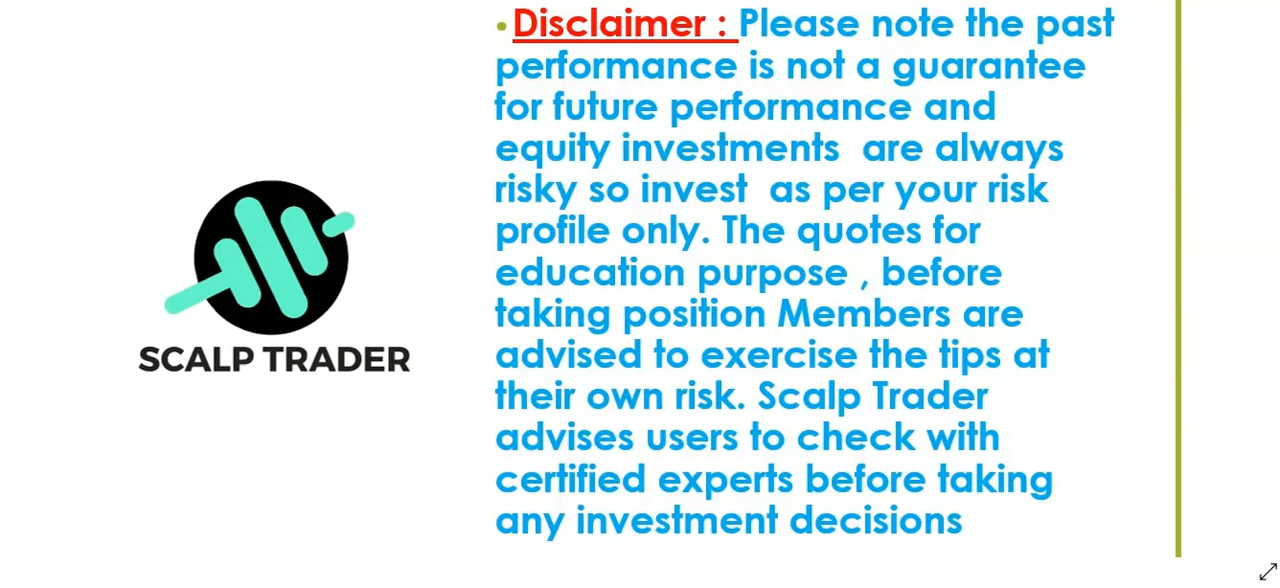 • Disclaimer : Please note the past
performance is not a guarantee
for future performance and
equity investments  are always
risky so invest  as per your risk
profile only. The quotes for
education purpose , before
taking position Members are
advised to exercise the tips at
their own risk. Scalp Trader
advises users to check with
certified experts before taking
any investment decisions
SCALP TRADER